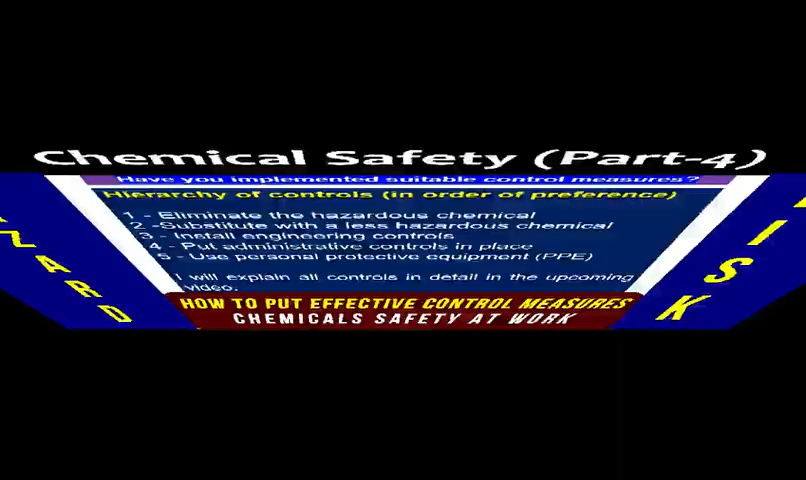 Chemical Safety (Part-4)
Have you implemented suitable control measures?
Hierarchy of controls (in order of preference)
1 - Eliminate the hazardous chemical
2 -Substitute with a less hazardous chemical
3 - Install engineering controls
4 - Put administrative controls in place
5 - Use personal protective equipment (PPE)
I will explain all controls in detail in the upcoming
video.
HOW TO PUT EFFECTIVE CONTROL MEASURES
CHEMICALS SAFETY AT WORK